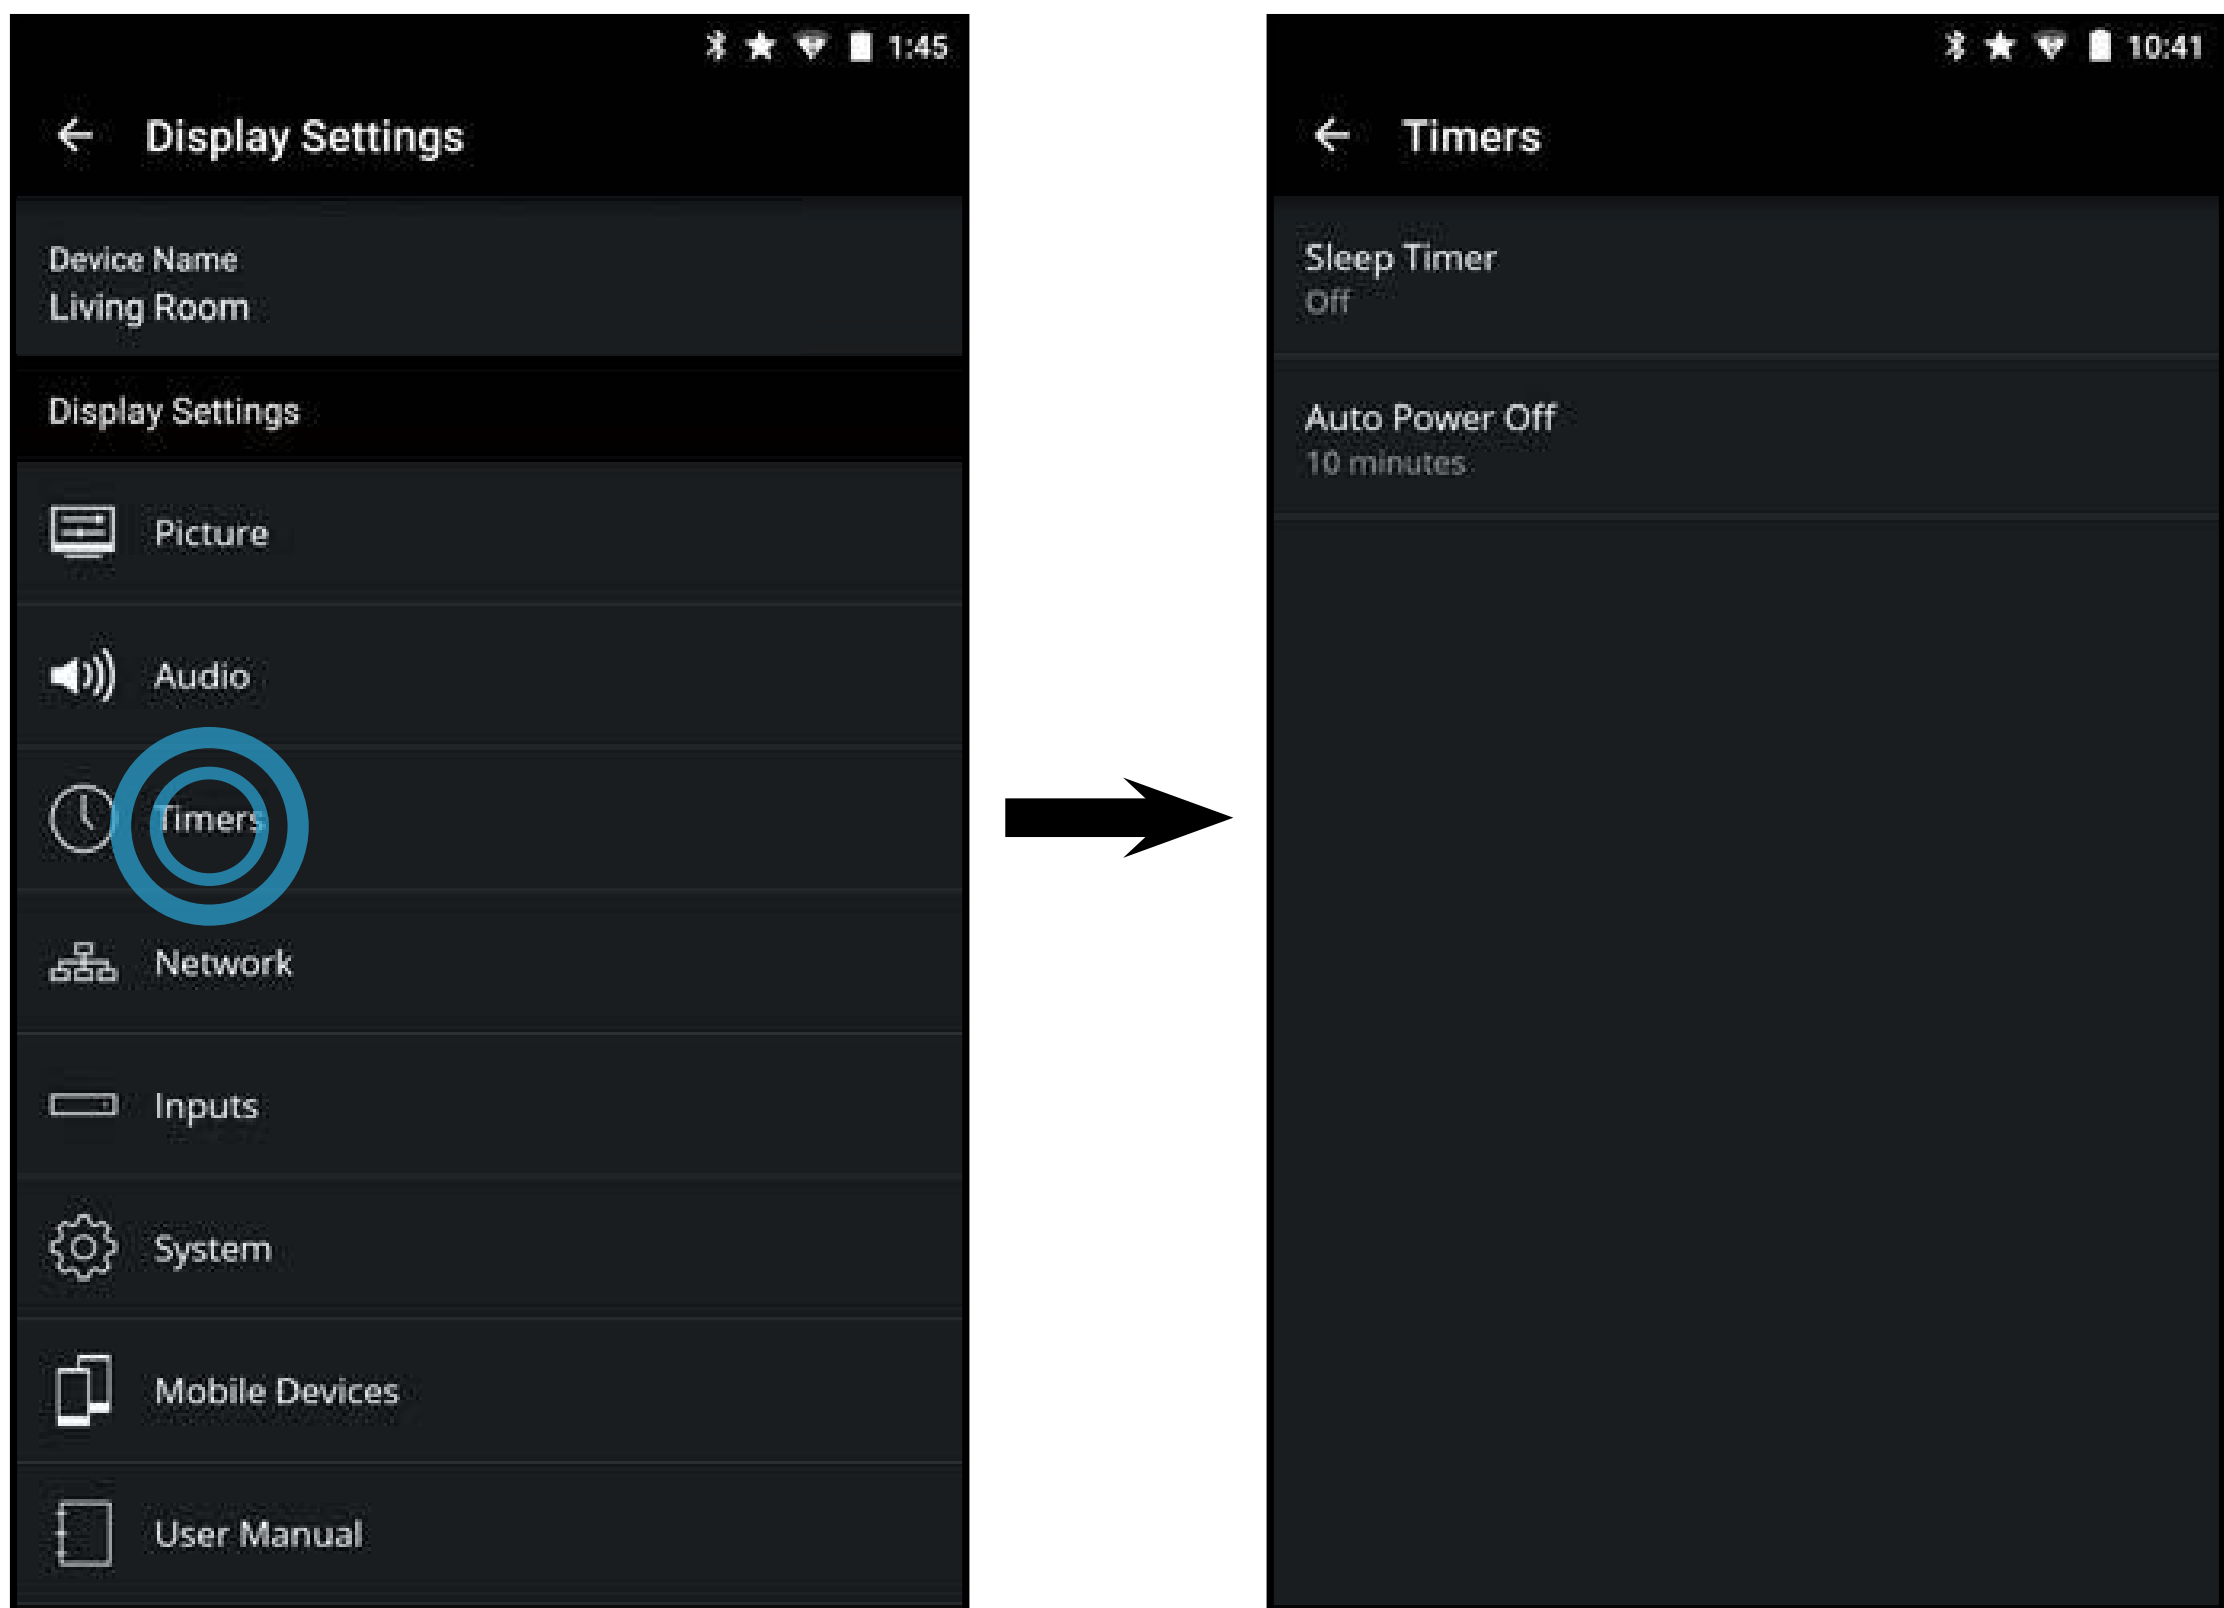 1:45
Display Settings
Device Name
Living Room
Display Settings
Picture
Audio
Timers
Network
Inputs
System
Mobile Devices
User Manual
10:41
Timers
Sleep Timer
Off
Auto Power Off
10 minutes